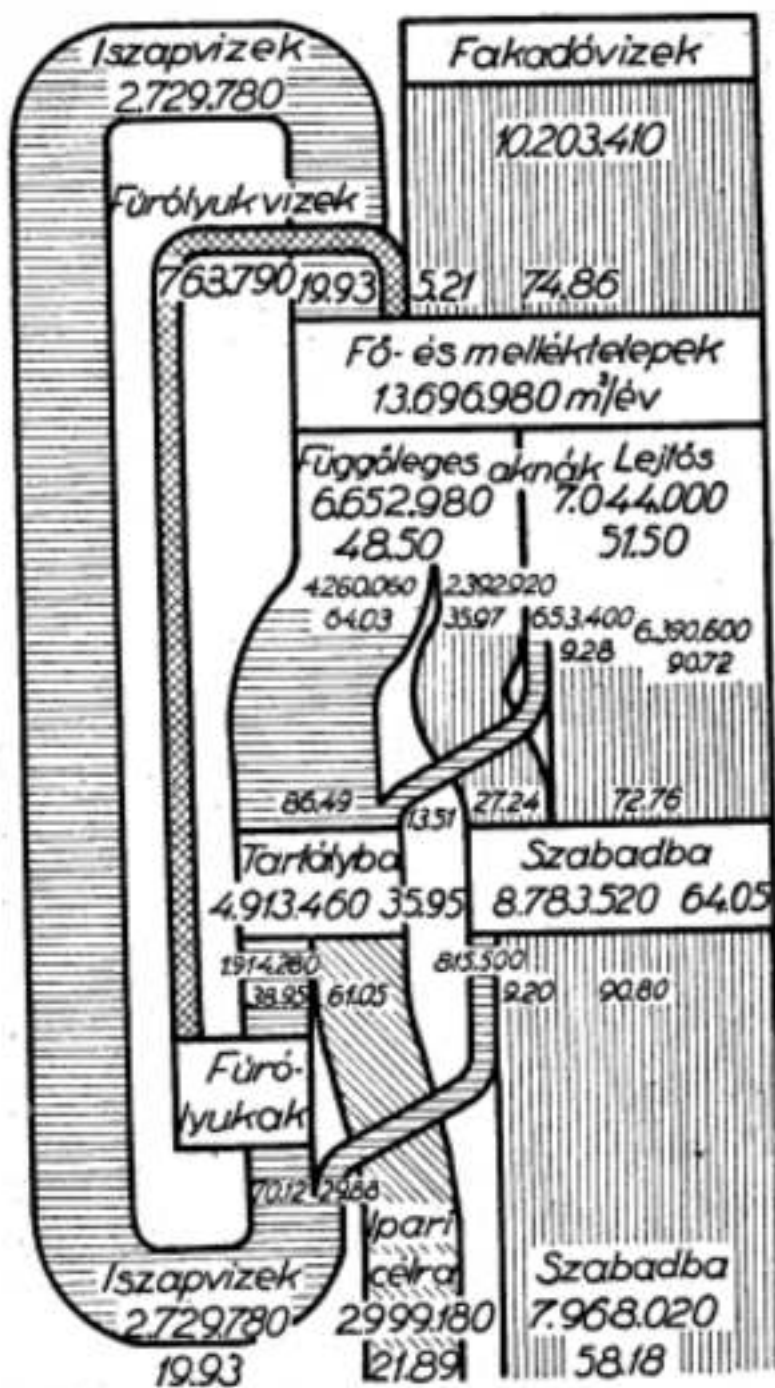 Iszapvizek
2.729.780
Fakadóvizek
10.203.410
Fúrólyukvizek
763.790 19.93 5.21 74.86
Fő- és melléktelepek
13.696.980 m³/év
Függőleges aknák Lejtős
6.652.980 7.044.000
48.50 51.50
4.260.060 2.392.920
64.03 35.97 653.400 6.390.600
9.28 90.72
86.49 13.51 27.24 72.76
Tartályba Szabadba
4.913.460 35.95 8.783.520 64.05
1.914.280 815.500
38.95 61.05 9.20 90.80
Fúró-
lyukak
70.12 29.88
Ipari
Iszapvizek célra Szabadba
2.729.780 2.999.180 7.968.020
19.93 21.89 58.18